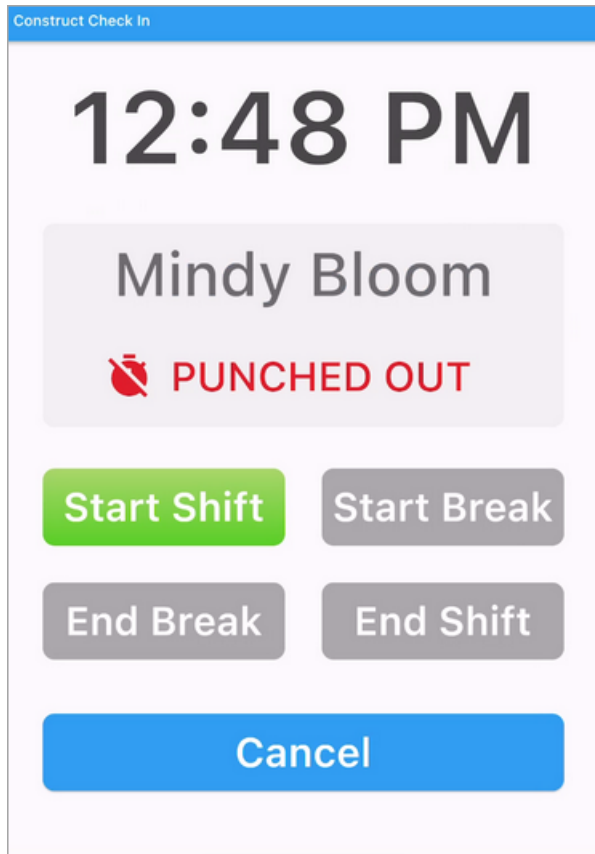 Construct Check In
12:48 PM
Mindy Bloom
PUNCHED OUT
Start Shift
Start Break
End Break
End Shift
Cancel